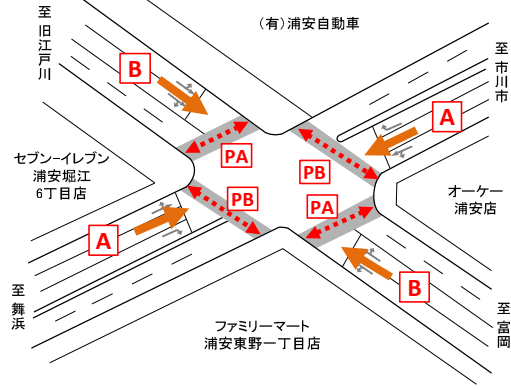 (有)浦安自動車
至旧江戸川
至市川市
B
A
PA
PB
セブン-イレブン
浦安堀江
6丁目店
オーケー
浦安店
PB
PA
A
B
至舞浜
至富岡
ファミリーマート
浦安東野一丁目店